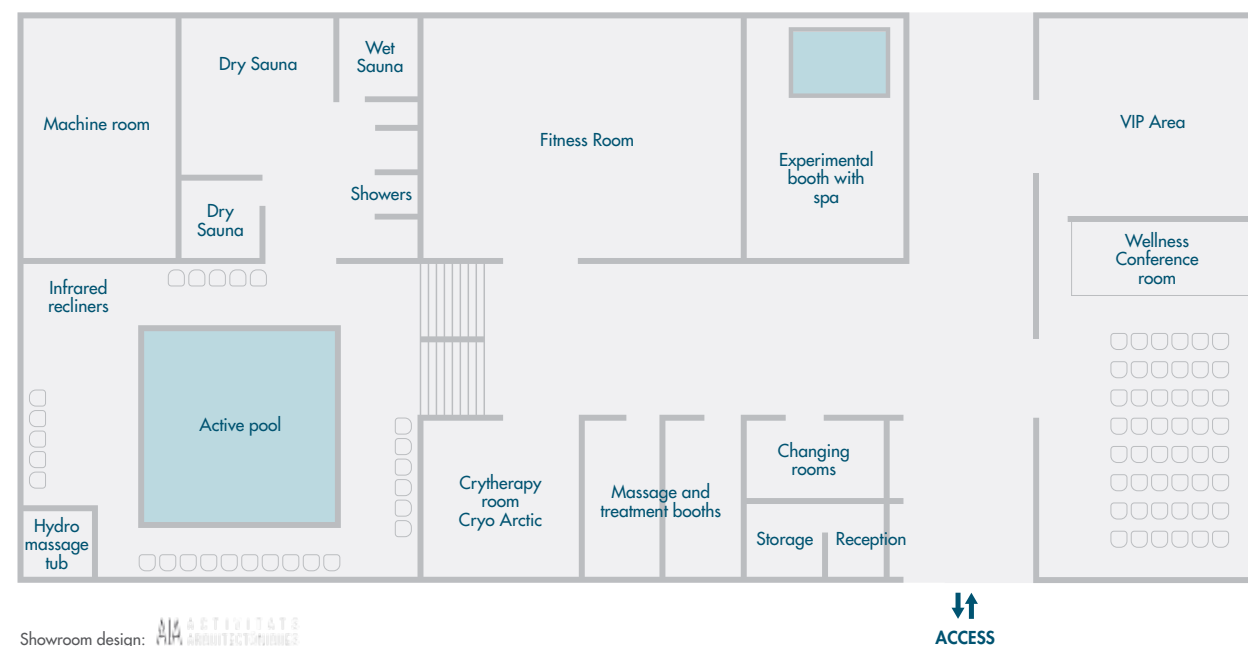 Machine room
Dry Sauna
Wet
Sauna
Dry
Sauna
Showers
Fitness Room
Experimental
booth with
spa
VIP Area
Wellness
Conference
room
Infrared
recliners
Active pool
Hydro
massage
tub
Crytherapy
room
Cryo Arctic
Massage and
treatment booths
Changing
rooms
Storage
Reception
ACCESS
Showroom design:
ACTIVITATS
ARQUITECTÒNIQUES